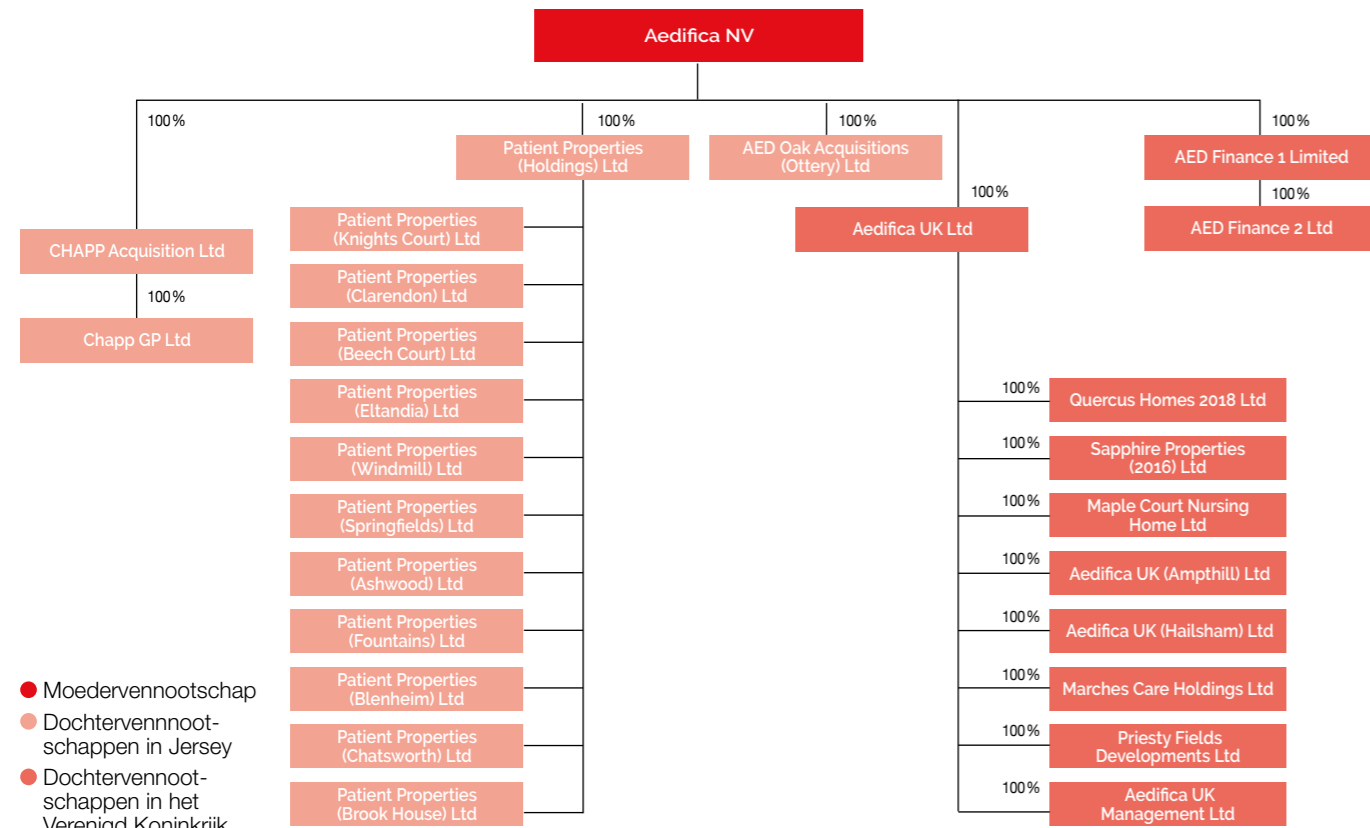 Aedifica NV
100%
100%
100%
100%
Patient Properties
(Holdings) Ltd
AED Oak Acquisitions
(Ottery) Ltd
AED Finance 1 Limited
100%
100%
Patient Properties
(Knights Court) Ltd
Aedifica UK Ltd
AED Finance 2 Ltd
CHAPP Acquisition Ltd
Patient Properties
(Clarendon) Ltd
100%
Chapp GP Ltd
Patient Properties
(Beech Court) Ltd
Patient Properties
(Eltandia) Ltd
100%
Quercus Homes 2018 Ltd
Patient Properties
(Windmill) Ltd
100%
Sapphire Properties
(2016) Ltd
Patient Properties
(Springfields) Ltd
100%
Maple Court Nursing
Home Ltd
Patient Properties
(Ashwood) Ltd
100%
Aedifica UK (Ampthill) Ltd
Patient Properties
(Fountains) Ltd
100%
Aedifica UK (Hailsham) Ltd
Patient Properties
(Blenheim) Ltd
100%
Marches Care Holdings Ltd
Patient Properties
(Chatsworth) Ltd
100%
Priesty Fields
Developments Ltd
Patient Properties
(Brook House) Ltd
100%
Aedifica UK
Management Ltd
Moedervennootschap
Dochtervennnoot-
schappen in Jersey
Dochtervennoot-
schappen in het
Verenigd Koninkrijk